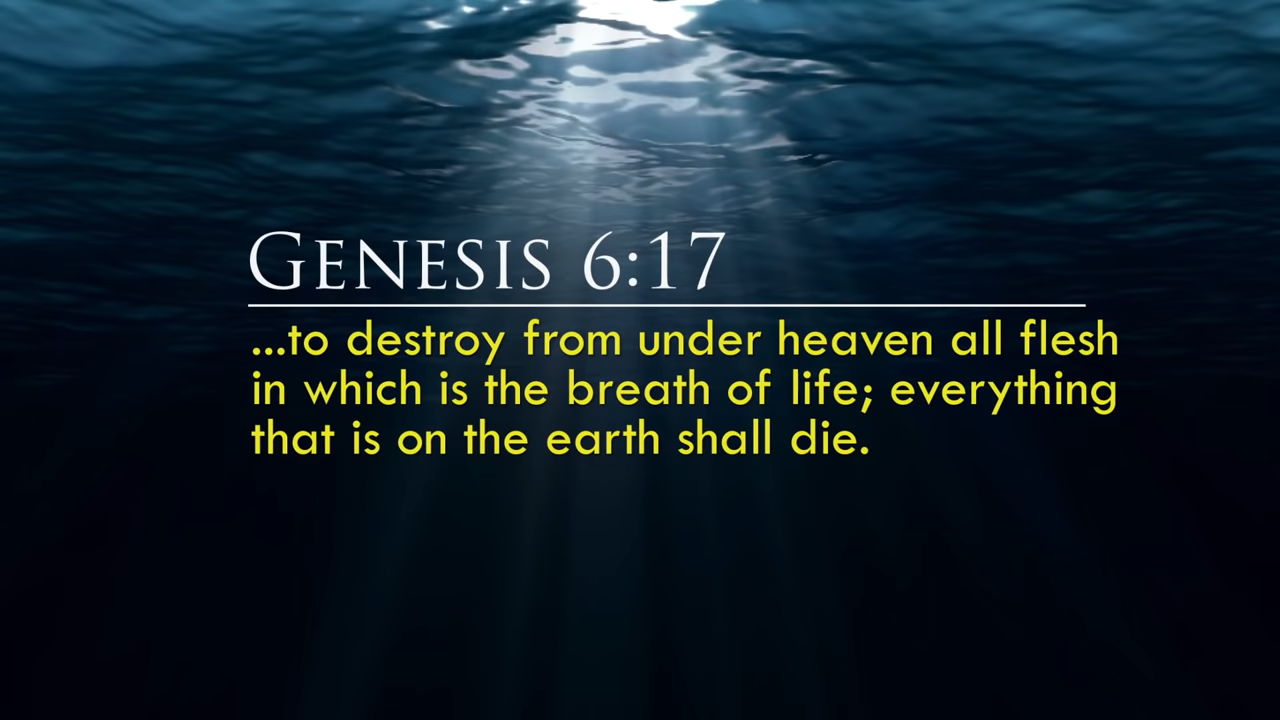 Genesis 6:17
...to destroy from under heaven all flesh
in which is the breath of life; everything
that is on the earth shall die.